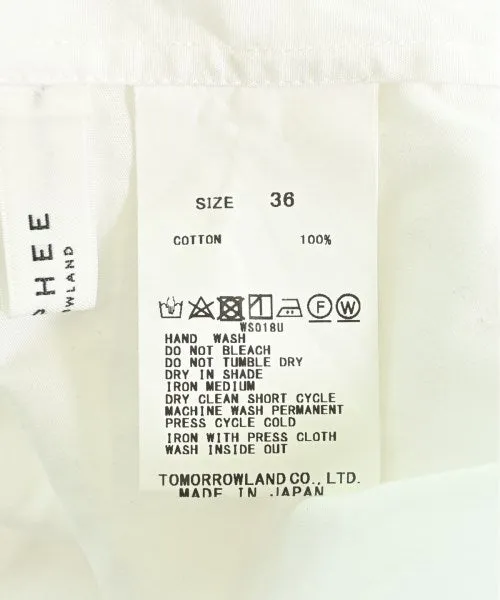 SIZE 36
COTTON 100%
F W
WS018U
HAND WASH
DO NOT BLEACH
DO NOT TUMBLE DRY
DRY IN SHADE
IRON MEDIUM
DRY CLEAN SHORT CYCLE
MACHINE WASH PERMANENT
PRESS CYCLE COLD
IRON WITH PRESS CLOTH
WASH INSIDE OUT
TOMORROWLAND CO., LTD.
MADE IN JAPAN
HEE
WLAND